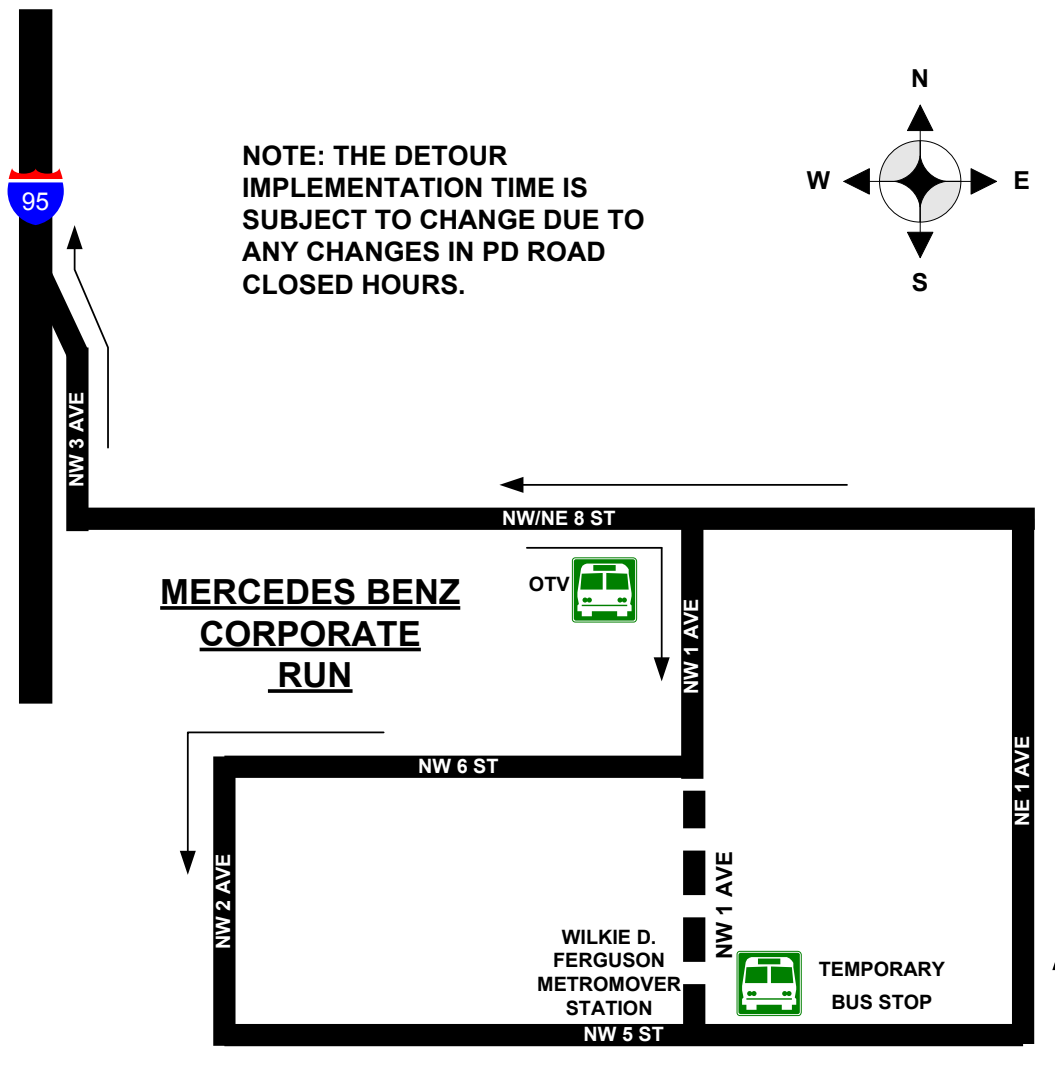 N
W
E
S
95
NOTE: THE DETOUR
IMPLEMENTATION TIME IS
SUBJECT TO CHANGE DUE TO
ANY CHANGES IN PD ROAD
CLOSED HOURS.
NW 3 AVE
NW/NE 8 ST
OTV
MERCEDES BENZ
CORPORATE
RUN
NW 1 AVE
NW 6 ST
NE 1 AVE
NW 2 AVE
NW 1 AVE
WILKIE D.
FERGUSON
METROMOVER
STATION
TEMPORARY
BUS STOP
NW 5 ST